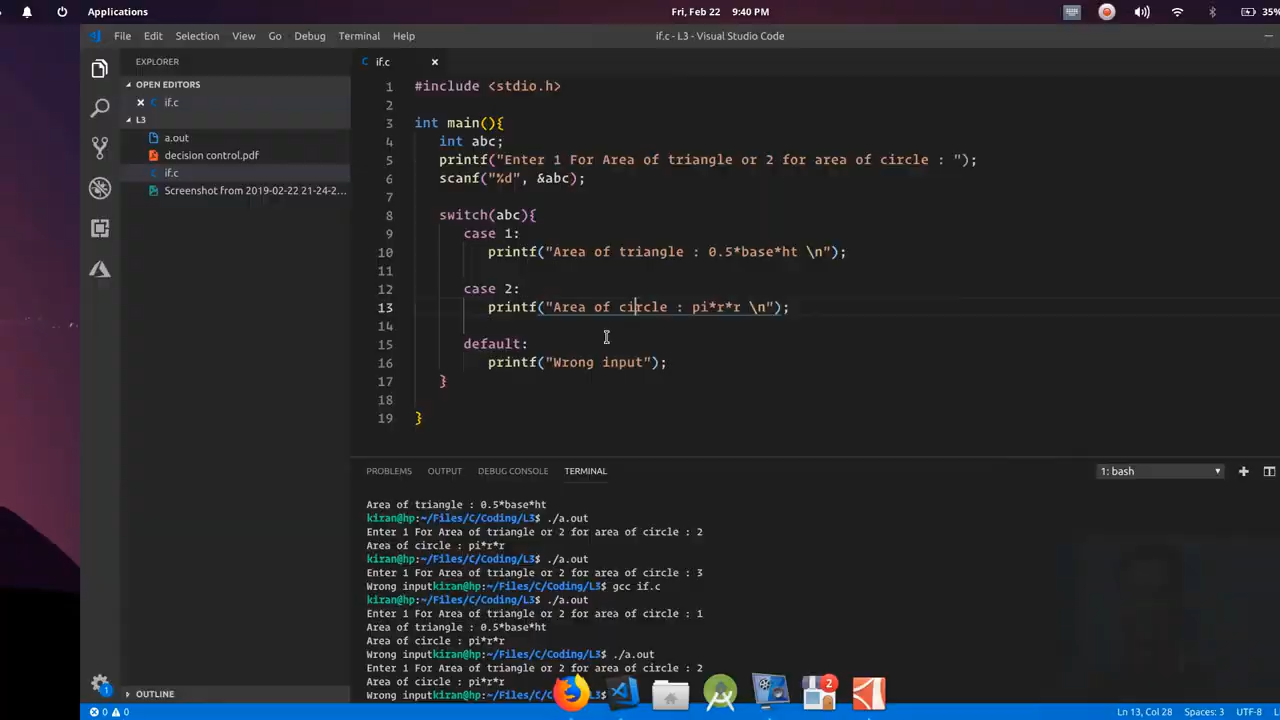 Applications
Fri, Feb 22 9:40 PM
35%
File Edit Selection View Go Debug Terminal Help
if.c - L3 - Visual Studio Code
EXPLORER
OPEN EDITORS
if.c
L3
a.out
decision control.pdf
if.c
Screenshot from 2019-02-22 21-24-2...
OUTLINE
if.c
1 #include <stdio.h>
2
3 int main(){
4 int abc;
5 printf("Enter 1 For Area of triangle or 2 for area of circle : ");
6 scanf("%d", &abc);
7
8 switch(abc){
9 case 1:
10 printf("Area of triangle : 0.5*base*ht \n");
11
12 case 2:
13 printf("Area of circle : pi*r*r \n");
14
15 default:
16 printf("Wrong input");
17 }
18
19 }
PROBLEMS OUTPUT DEBUG CONSOLE TERMINAL
1: bash
Area of triangle : 0.5*base*ht
kiran@hp:~/Files/C/Coding/L3$ ./a.out
Enter 1 For Area of triangle or 2 for area of circle : 2
Area of circle : pi*r*r
kiran@hp:~/Files/C/Coding/L3$ ./a.out
Enter 1 For Area of triangle or 2 for area of circle : 3
Wrong inputkiran@hp:~/Files/C/Coding/L3$ gcc if.c
kiran@hp:~/Files/C/Coding/L3$ ./a.out
Enter 1 For Area of triangle or 2 for area of circle : 1
Area of triangle : 0.5*base*ht
Area of circle : pi*r*r
Wrong inputkiran@hp:~/Files/C/Coding/L3$ ./a.out
Enter 1 For Area of triangle or 2 for area of circle : 2
Area of circle : pi*r*r
Wrong inputkiran@hp:~/Files/C/Coding/L3$
1
2
0 0
Ln 13, Col 28 Spaces: 3 UTF-8